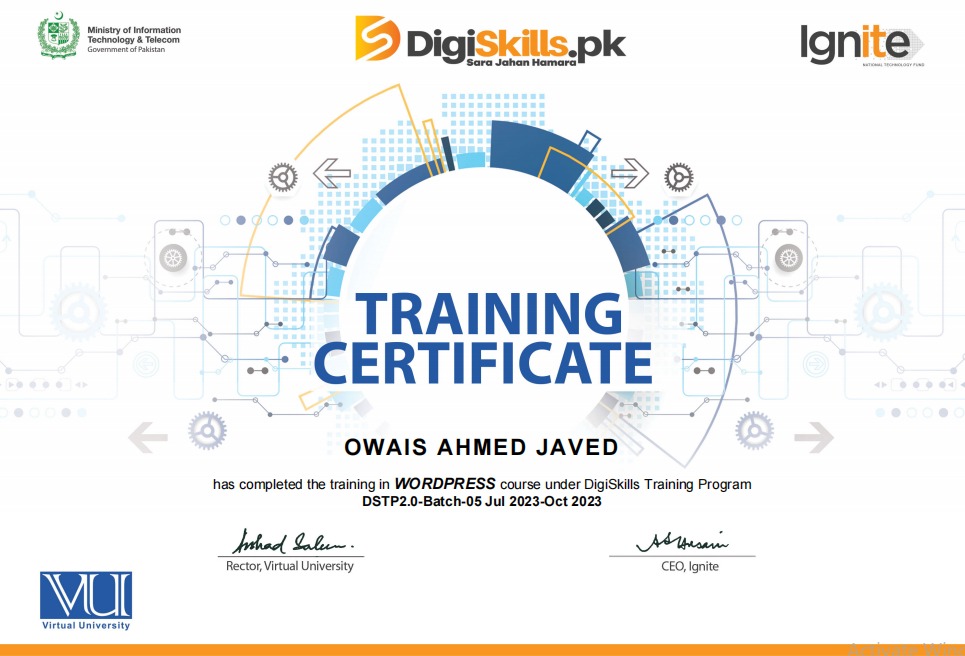 Ministry of Information
Technology & Telecom
Government of Pakistan
DigiSkills.pk
Sara Jahan Hamara
Ignite
NATIONAL TECHNOLOGY FUND
TRAINING
CERTIFICATE
OWAIS AHMED JAVED
has completed the training in WORDPRESS course under DigiSkills Training Program
DSTP2.0-Batch-05 Jul 2023-Oct 2023
Rector, Virtual University
CEO, Ignite
VU
Virtual University